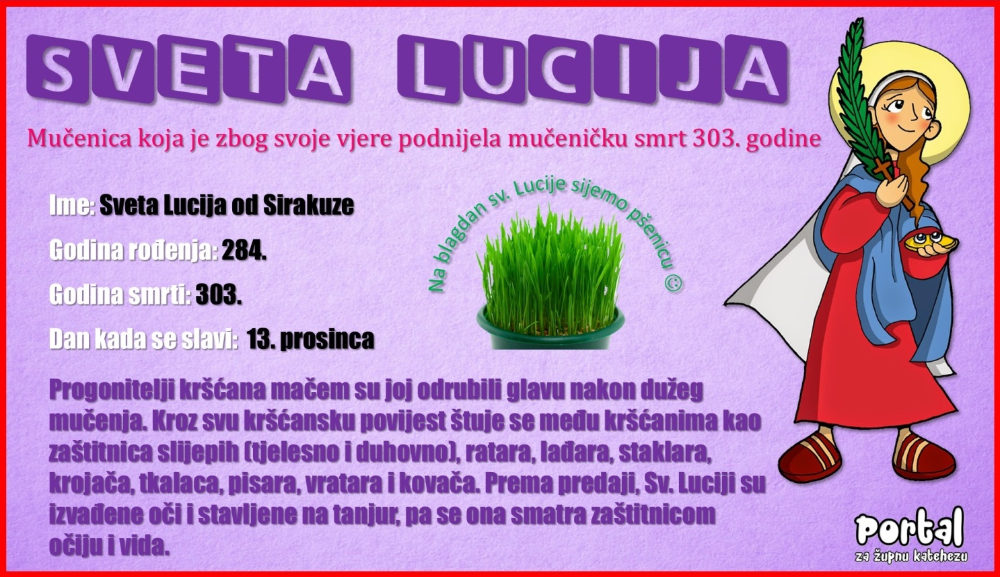 SVETA LUCIJA
Mučenica koja je zbog svoje vjere podnijela mučeničku smrt 303. godine
Na blagdan sv. Lucije sijemo pšenicu ☺
Ime: Sveta Lucija od Sirakuze
Godina rođenja: 284.
Godina smrti: 303.
Dan kada se slavi: 13. prosinca
Progonitelji kršćana mačem su joj odrubili glavu nakon dužeg
mučenja. Kroz svu kršćansku povijest štuje se među kršćanima kao
zaštitnica slijepih (tjelesno i duhovno), ratara, lađara, staklara,
krojača, tkalaca, pisara, vratara i kovača. Prema predaji, Sv. Luciji su
izvađene oči i stavljene na tanjur, pa se ona smatra zaštitnicom
očiju i vida.
portal
za župnu katehezu